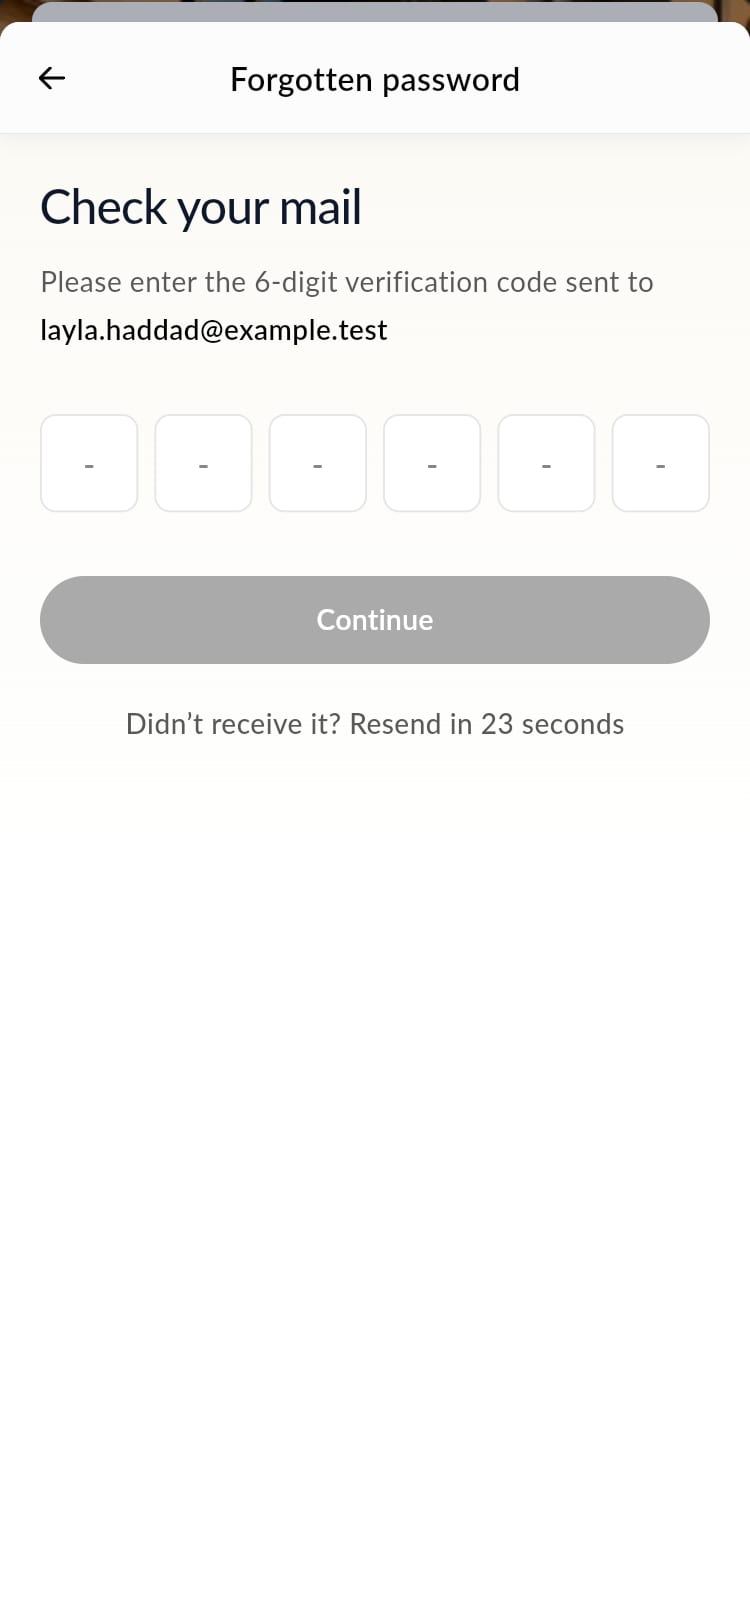 Forgotten password
Check your mail
Please enter the 6-digit verification code sent to
layla.haddad@example.test
- - - - - -
Continue
Didn’t receive it? Resend in 23 seconds